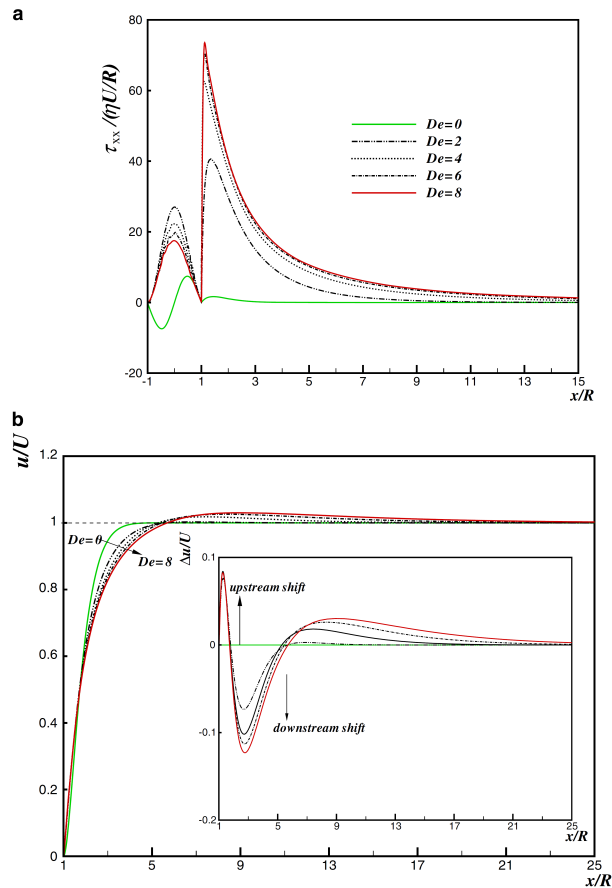 a
τxx/(ηU/R)
80
60
40
20
0
-20
De=0
De=2
De=4
De=6
De=8
-1
1
3
5
7
9
11
13
15
x/R
b
u/U
1.2
1
0.8
0.6
0.4
0.2
0
De=0
De=8
Δu/U
0.1
0
-0.1
-0.2
upstream shift
downstream shift
1
5
9
13
17
21
25
x/R
1
5
9
13
17
21
25
x/R